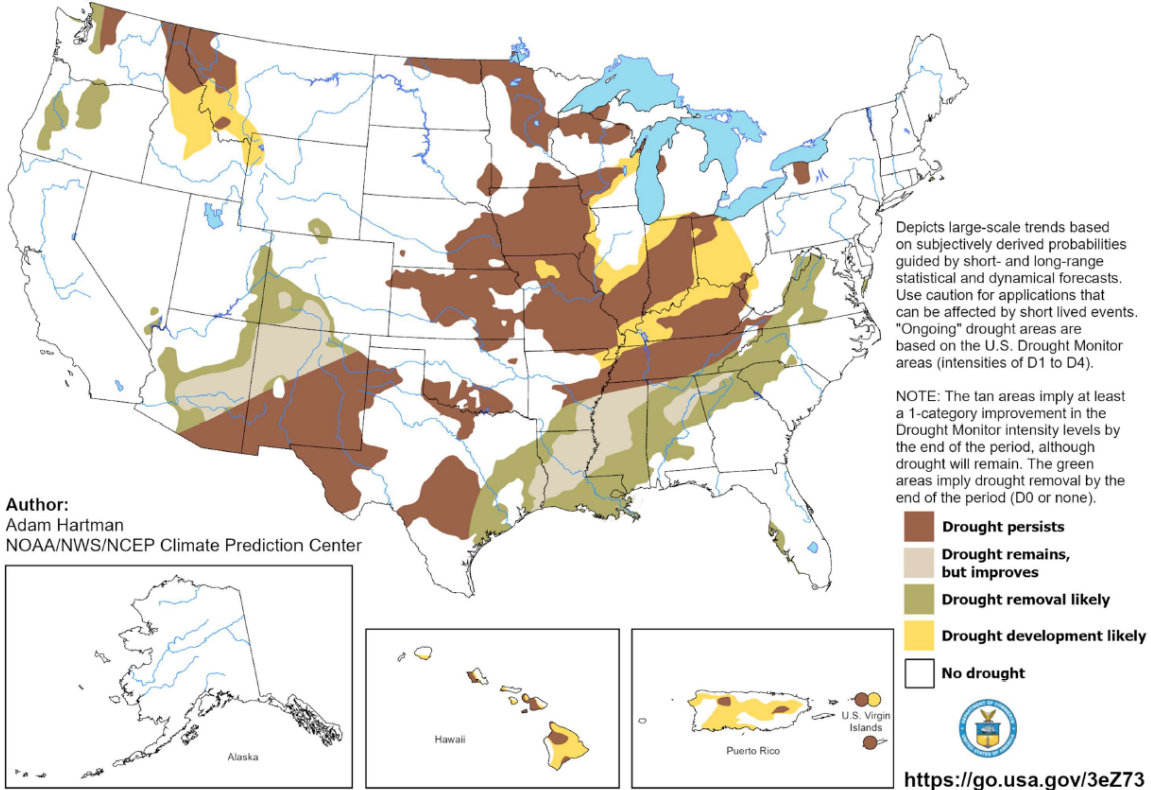 Depicts large-scale trends based
on subjectively derived probabilities
guided by short- and long-range
statistical and dynamical forecasts.
Use caution for applications that
can be affected by short lived events.
"Ongoing" drought areas are
based on the U.S. Drought Monitor
areas (intensities of D1 to D4).
NOTE: The tan areas imply at least
a 1-category improvement in the
Drought Monitor intensity levels by
the end of the period, although
drought will remain. The green
areas imply drought removal by the
end of the period (D0 or none).
Author:
Adam Hartman
NOAA/NWS/NCEP Climate Prediction Center
Drought persists
Drought remains,
but improves
Drought removal likely
Drought development likely
No drought
Alaska
Hawaii
Puerto Rico
U.S. Virgin
Islands
https://go.usa.gov/3eZ73